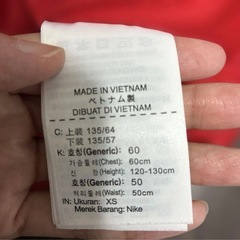 MADE IN VIETNAM
ベトナム製
DIBUAT DI VIETNAM
C: 上装 135/64
下装 135/57
K: 호칭(Generic): 60
가슴둘레(Chest): 60cm
신 장(Height): 120-130cm
호칭(Generic): 50
허리둘레(Waist): 50cm
IN: Ukuran: XS
Merek Barang: Nike